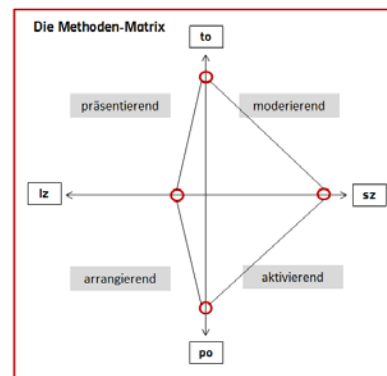 Die Methoden-Matrix
to
präsentierend
moderierend
lz
sz
arrangierend
aktivierend
po